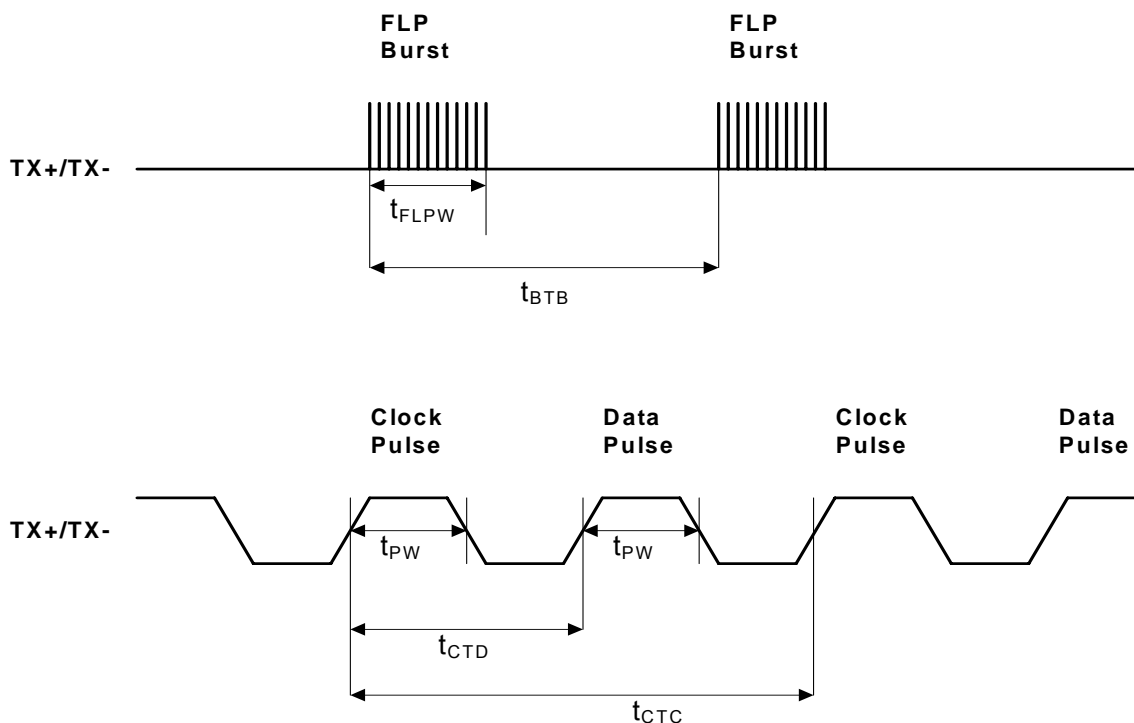 FLP
Burst
FLP
Burst
TX+/TX-
tFLPW
tBTB
Clock
Pulse
Data
Pulse
Clock
Pulse
Data
Pulse
TX+/TX-
tPW
tPW
tCTD
tCTC